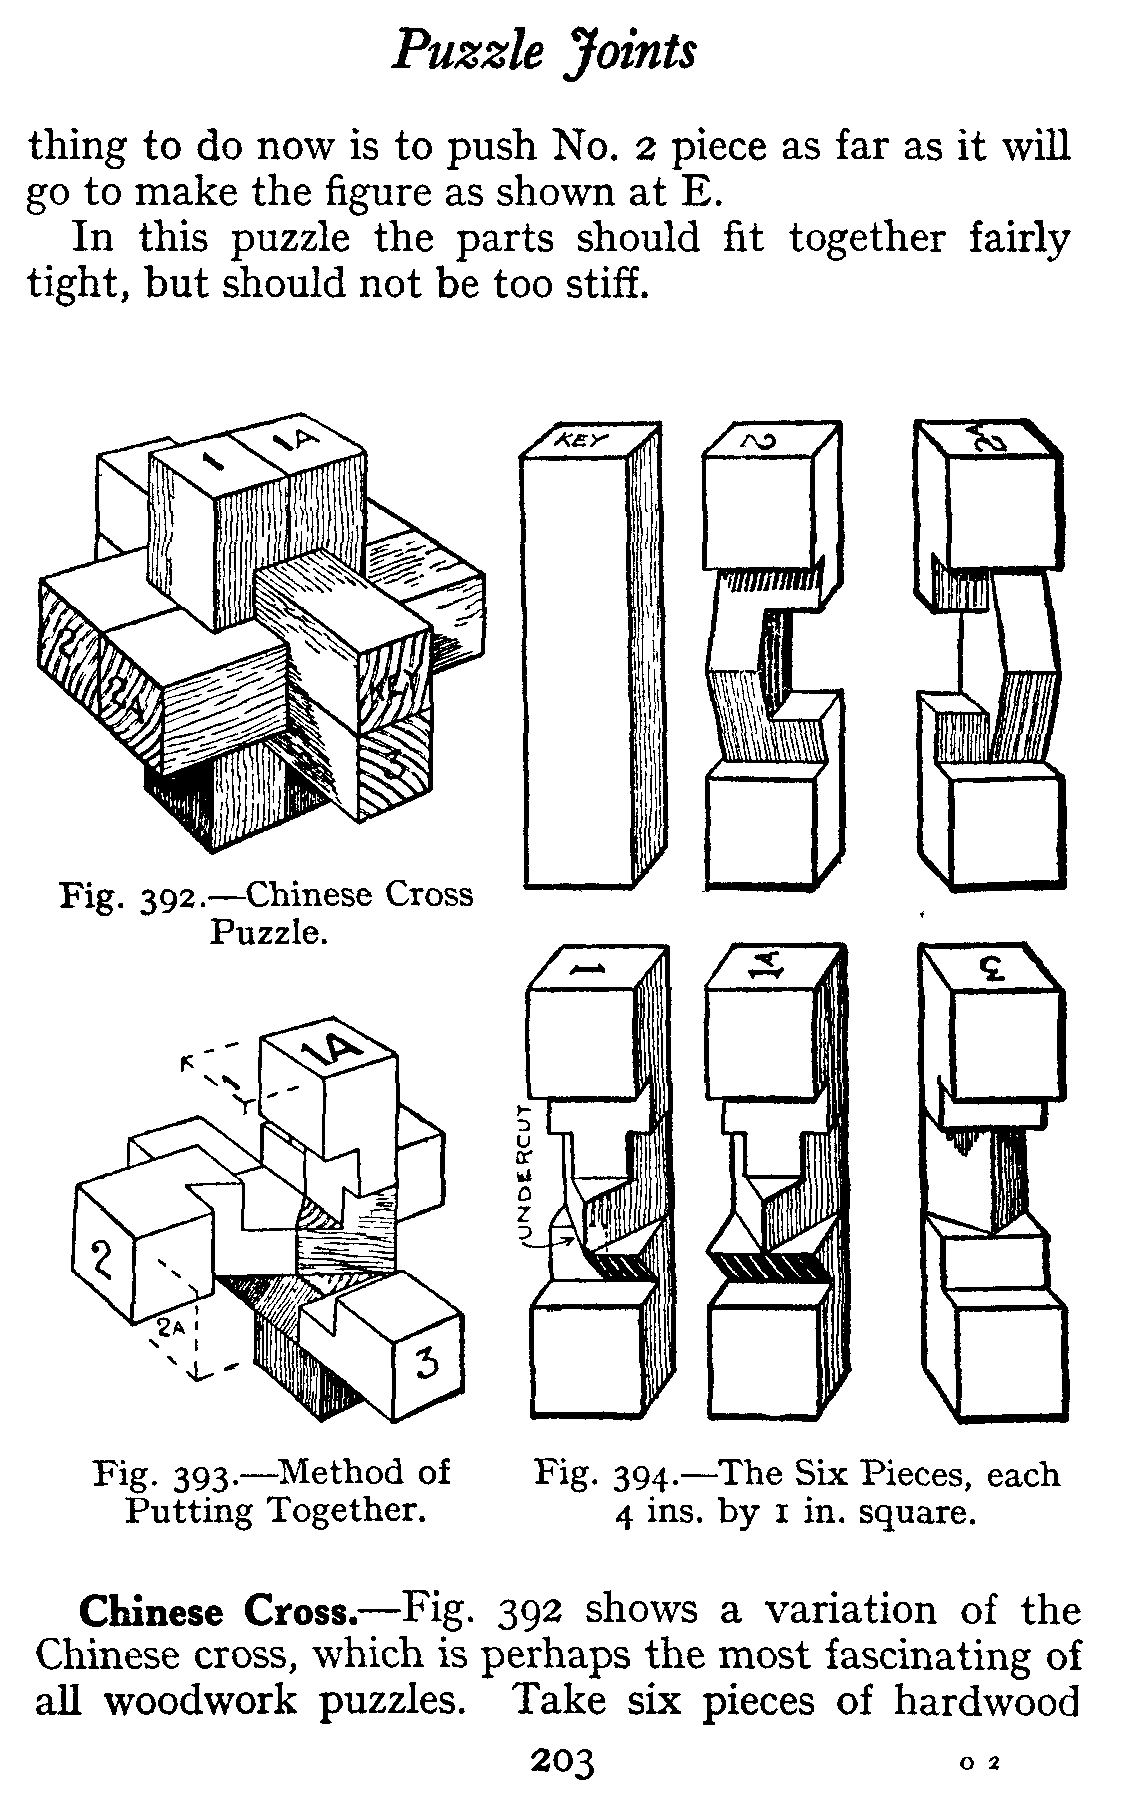 Puzzle Joints
thing to do now is to push No. 2 piece as far as it will
go to make the figure as shown at E.
In this puzzle the parts should fit together fairly
tight, but should not be too stiff.
1 1A
2 2A KEY 3
Fig. 392.—Chinese Cross
Puzzle.
KEY 2 2A
1A
1
2
2A
3
Fig. 393.—Method of
Putting Together.
1 1A 3
UNDERCUT
Fig. 394.—The Six Pieces, each
4 ins. by 1 in. square.
Chinese Cross.—Fig. 392 shows a variation of the
Chinese cross, which is perhaps the most fascinating of
all woodwork puzzles. Take six pieces of hardwood
203 O 2